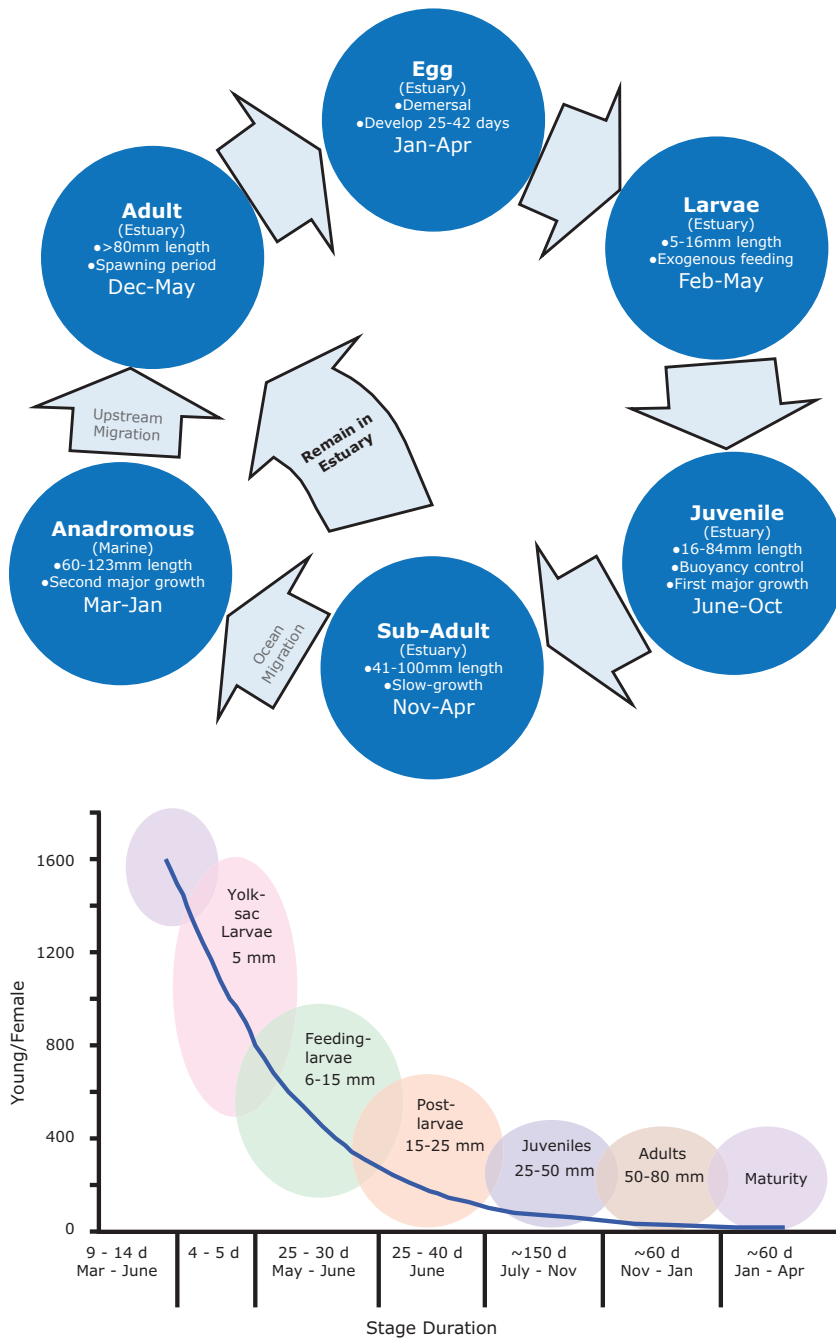 Egg
(Estuary)
●Demersal
●Develop 25-42 days
Jan-Apr
Larvae
(Estuary)
●5-16mm length
●Exogenous feeding
Feb-May
Juvenile
(Estuary)
●16-84mm length
●Buoyancy control
●First major growth
June-Oct
Sub-Adult
(Estuary)
●41-100mm length
●Slow-growth
Nov-Apr
Ocean
Migration
Anadromous
(Marine)
●60-123mm length
●Second major growth
Mar-Jan
Upstream
Migration
Remain in
Estuary
Adult
(Estuary)
●>80mm length
●Spawning period
Dec-May
Young/Female
1600
1200
800
400
0
Yolk-
sac
Larvae
5 mm
Feeding-
larvae
6-15 mm
Post-
larvae
15-25 mm
Juveniles
25-50 mm
Adults
50-80 mm
Maturity
9 - 14 d
Mar - June
4 - 5 d
25 - 30 d
May - June
25 - 40 d
June
~150 d
July - Nov
~60 d
Nov - Jan
~60 d
Jan - Apr
Stage Duration